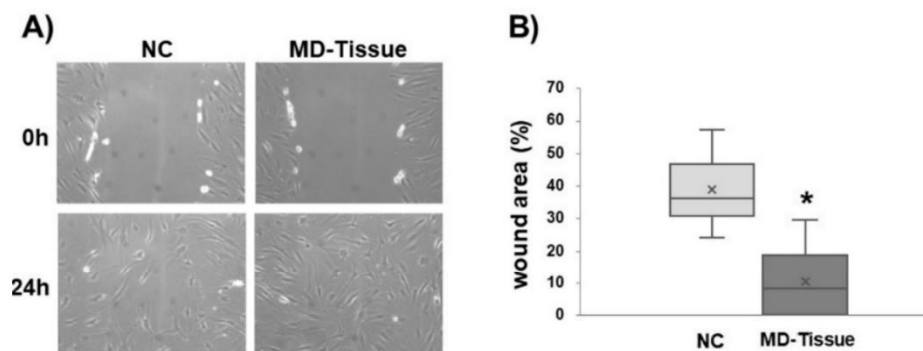 A)
NC
MD-Tissue
0h
24h
B)
wound area (%)
70
60
50
40
30
20
10
0
*
NC
MD-Tissue